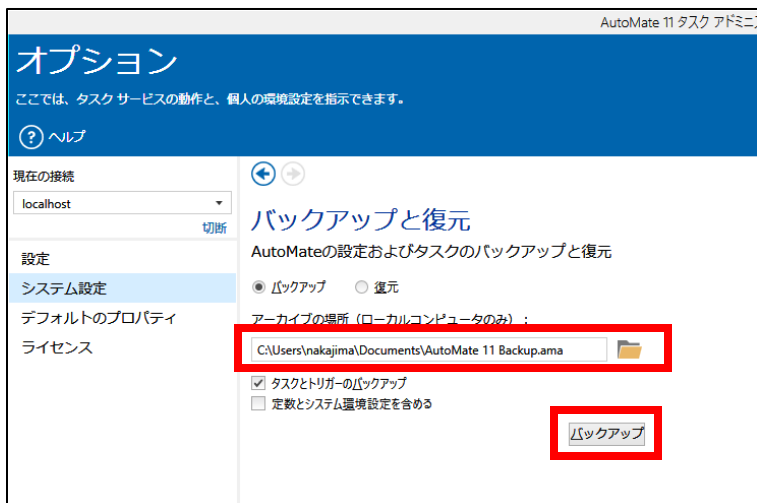 AutoMate 11 タスク アドミニ
オプション
ここでは、タスク サービスの動作と、個人の環境設定を指示できます。
? ヘルプ
現在の接続
localhost
切断
設定
システム設定
デフォルトのプロパティ
ライセンス
バックアップと復元
AutoMateの設定およびタスクのバックアップと復元
バックアップ 復元
アーカイブの場所（ローカルコンピュータのみ）：
C:\Users\nakajima\Documents\AutoMate 11 Backup.ama
タスクとトリガーのバックアップ
定数とシステム環境設定を含める
バックアップ